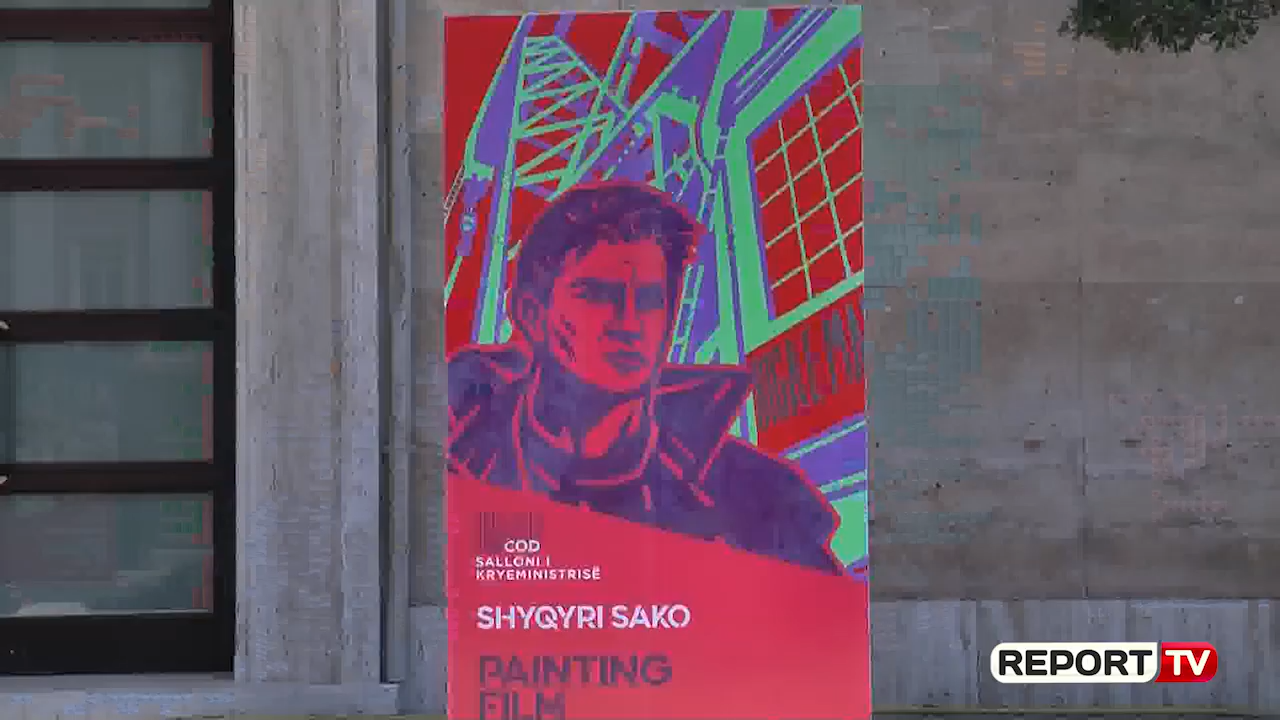 COD
SALLONI I
KRYEMINISTRISË
SHYQYRI SAKO
PAINTING
FILM
REPORT TV